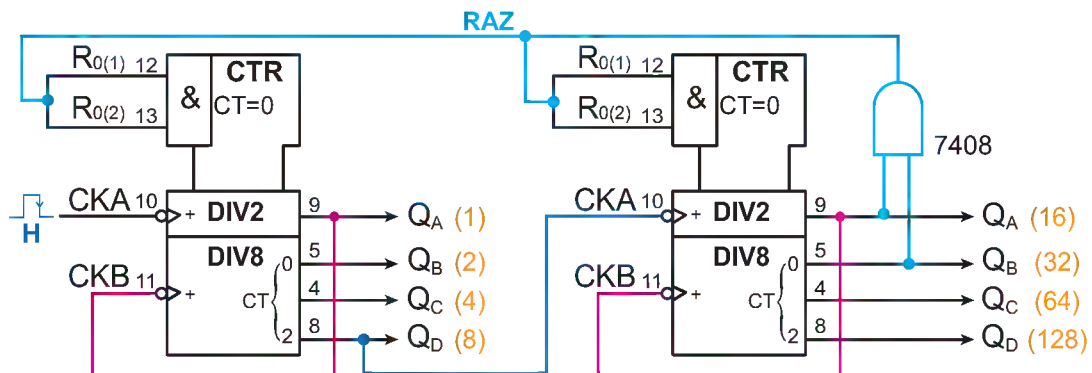 RAZ
R0(1) 12 CTR R0(1) 12 CTR
& CT=0 & CT=0
R0(2) 13 R0(2) 13
7408
CKA 10 + DIV2 9 QA (1) CKA 10 + DIV2 9 QA (16)
H
DIV8 0 5 QB (2) DIV8 0 5 QB (32)
CKB 11 + CT 4 QC (4) CKB 11 + CT 4 QC (64)
2 8 QD (8) 2 8 QD (128)